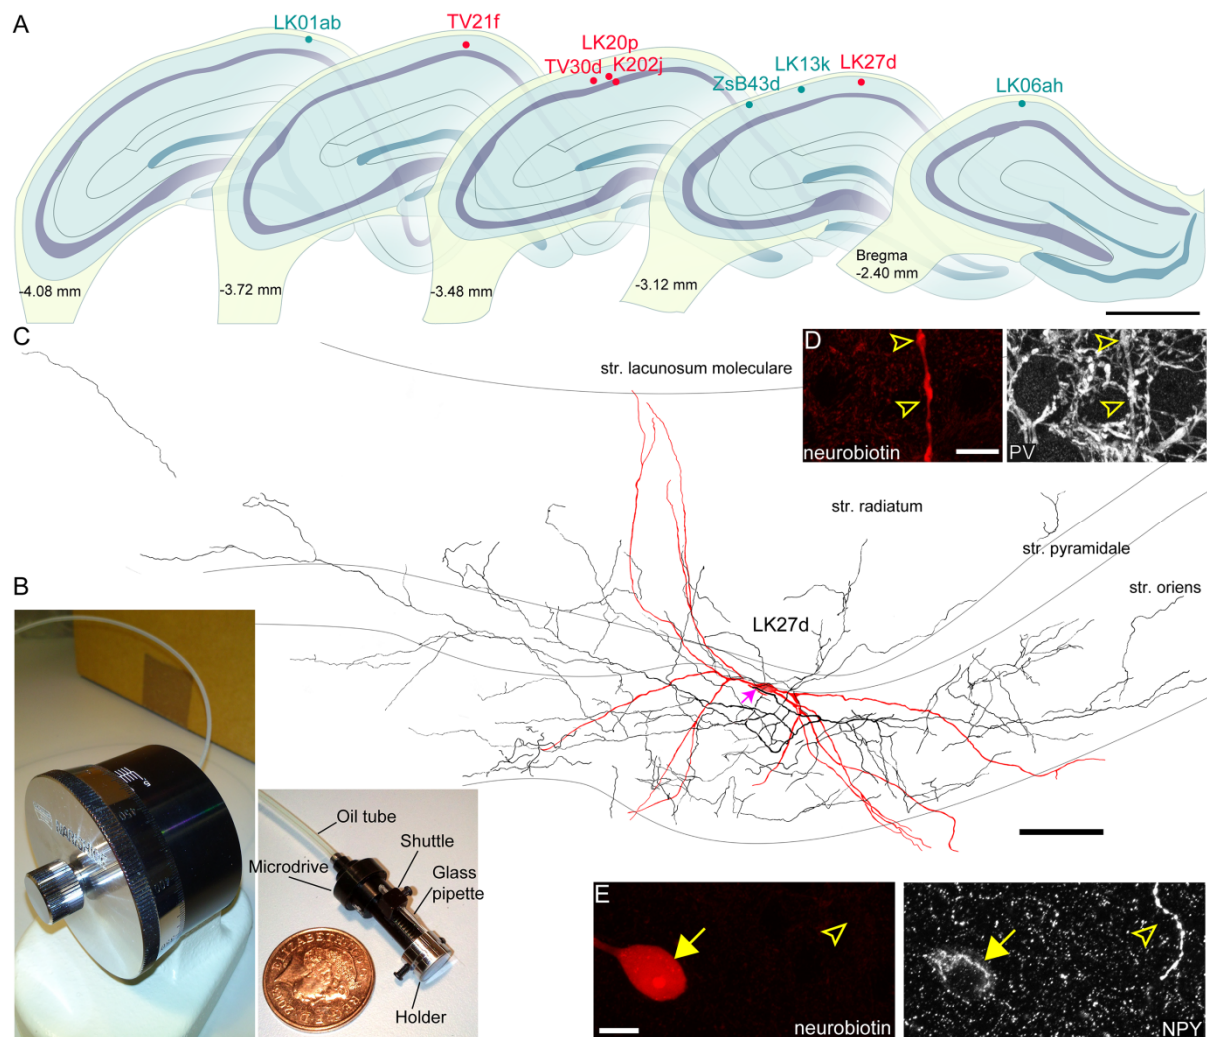 A
LK01ab
TV21f
LK20p
TV30d
K202j
LK13k
LK27d
ZsB43d
LK06ah
-4.08 mm
-3.72 mm
-3.48 mm
-3.12 mm
Bregma
-2.40 mm
C
str. lacunosum moleculare
D
neurobiotin
PV
str. radiatum
str. pyramidale
str. oriens
LK27d
B
450
Oil tube
Shuttle
Microdrive
Glass
pipette
Holder
E
neurobiotin
NPY